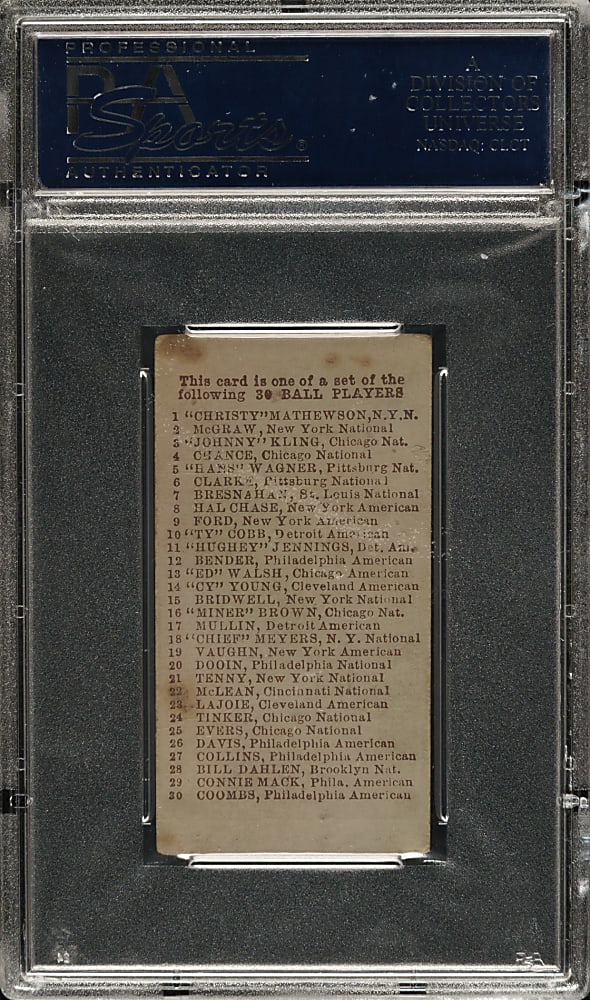 PROFESSIONAL
PSA
Sports®
AUTHENTICATOR
A
DIVISION OF
COLLECTORS
UNIVERSE
NASDAQ: CLCT
This card is one of a set of the
following 30 BALL PLAYERS
1 "CHRISTY" MATHEWSON, N.Y.N.
2 McGRAW, New York National
3 "JOHNNY" KLING, Chicago Nat.
4 CHANCE, Chicago National
5 "HANS" WAGNER, Pittsburg Nat.
6 CLARKE, Pittsburg National
7 BRESNAHAN, St. Louis National
8 HAL CHASE, New York American
9 FORD, New York American
10 "TY" COBB, Detroit American
11 "HUGHEY" JENNINGS, Det. Am.
12 BENDER, Philadelphia American
13 "ED" WALSH, Chicago American
14 "CY" YOUNG, Cleveland American
15 BRIDWELL, New York National
16 "MINER" BROWN, Chicago Nat.
17 MULLIN, Detroit American
18 "CHIEF" MEYERS, N. Y. National
19 VAUGHN, New York American
20 DOOIN, Philadelphia National
21 TENNY, New York National
22 McLEAN, Cincinnati National
23 LAJOIE, Cleveland American
24 TINKER, Chicago National
25 EVERS, Chicago National
26 DAVIS, Philadelphia American
27 COLLINS, Philadelphia American
28 BILL DAHLEN, Brooklyn Nat.
29 CONNIE MACK, Phila. American
30 COOMBS, Philadelphia American
PSA